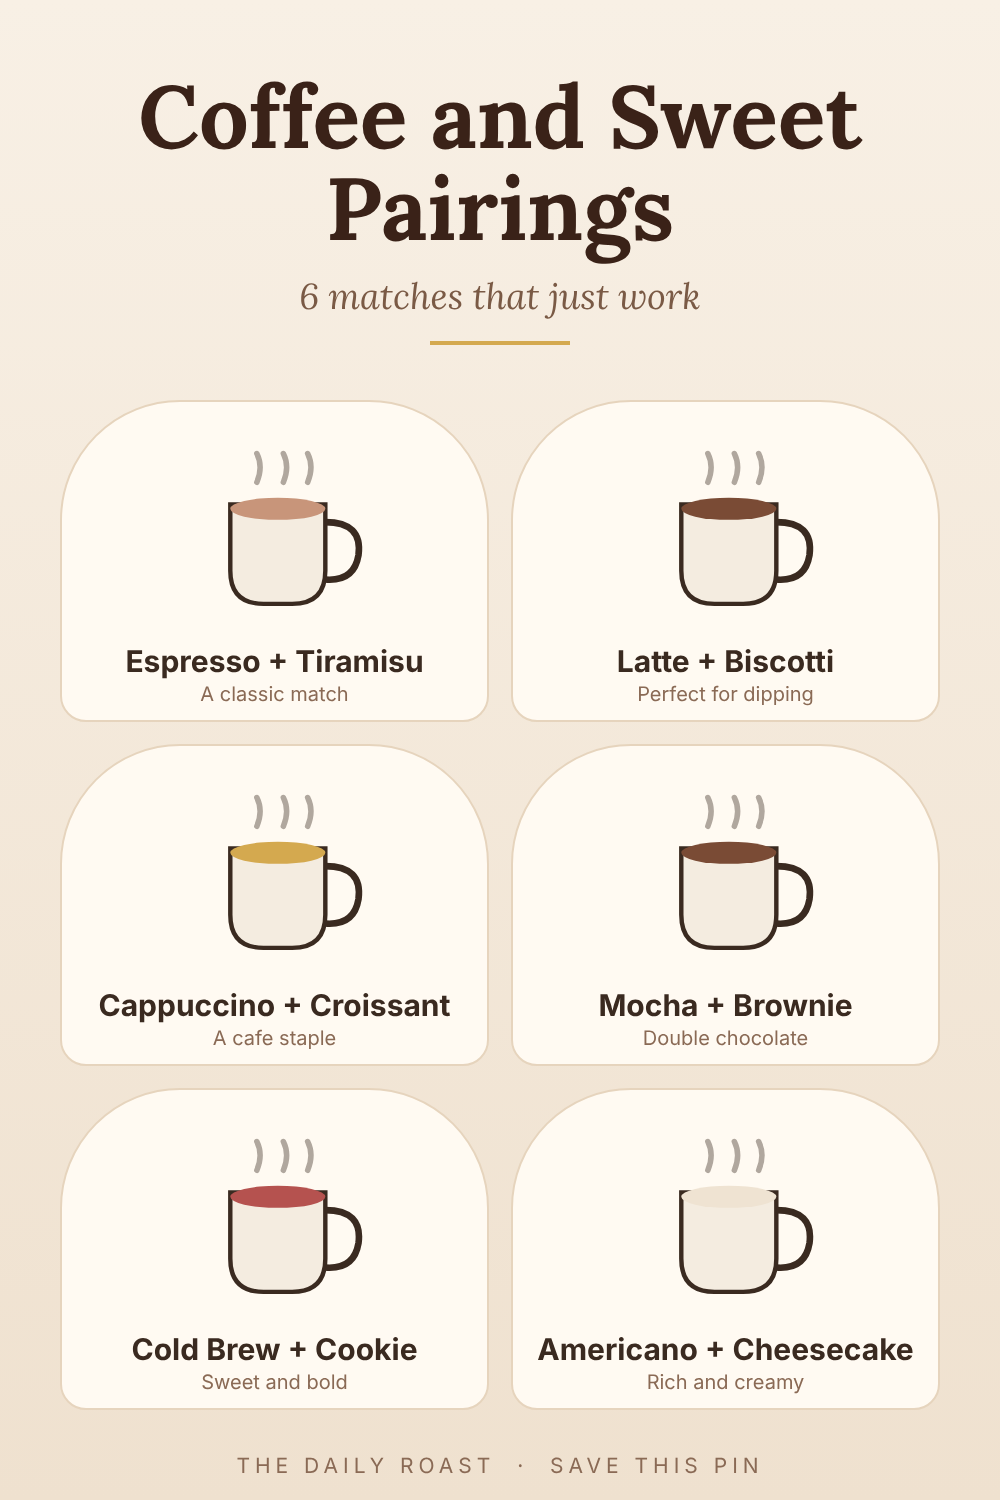 Coffee and Sweet
Pairings
6 matches that just work
Espresso + Tiramisu
A classic match
Latte + Biscotti
Perfect for dipping
Cappuccino + Croissant
A cafe staple
Mocha + Brownie
Double chocolate
Cold Brew + Cookie
Sweet and bold
Americano + Cheesecake
Rich and creamy
THE DAILY ROAST · SAVE THIS PIN